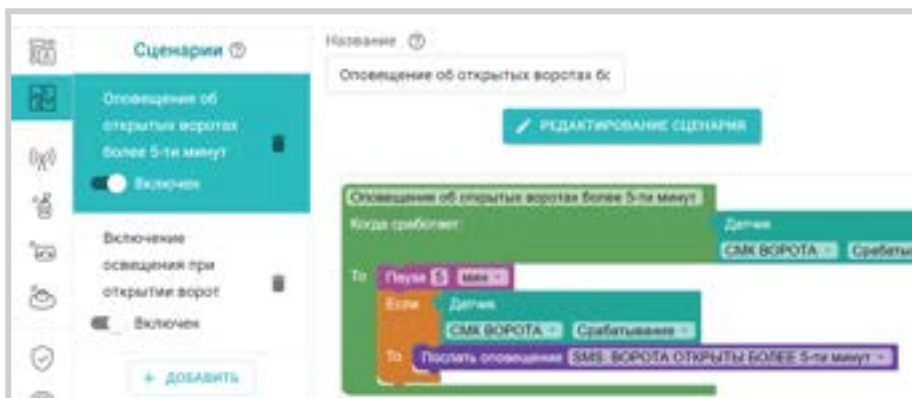 Сценарии
Оповещение об
открытых воротах
более 5-ти минут
Включен
Включение
освещения при
открытии ворот
Включен
+ ДОБАВИТЬ
Название
Оповещение об открытых воротах бо
РЕДАКТИРОВАНИЕ СЦЕНАРИЯ
Оповещение об открытых воротах более 5-ти минут
Когда сработает:
Датчик
СМК ВОРОТА Срабатыва
То Пауза 5 мин
Если Датчик
СМК ВОРОТА Срабатывание
То Послать оповещение SMS: ВОРОТА ОТКРЫТЫ БОЛЕЕ 5-ти минут